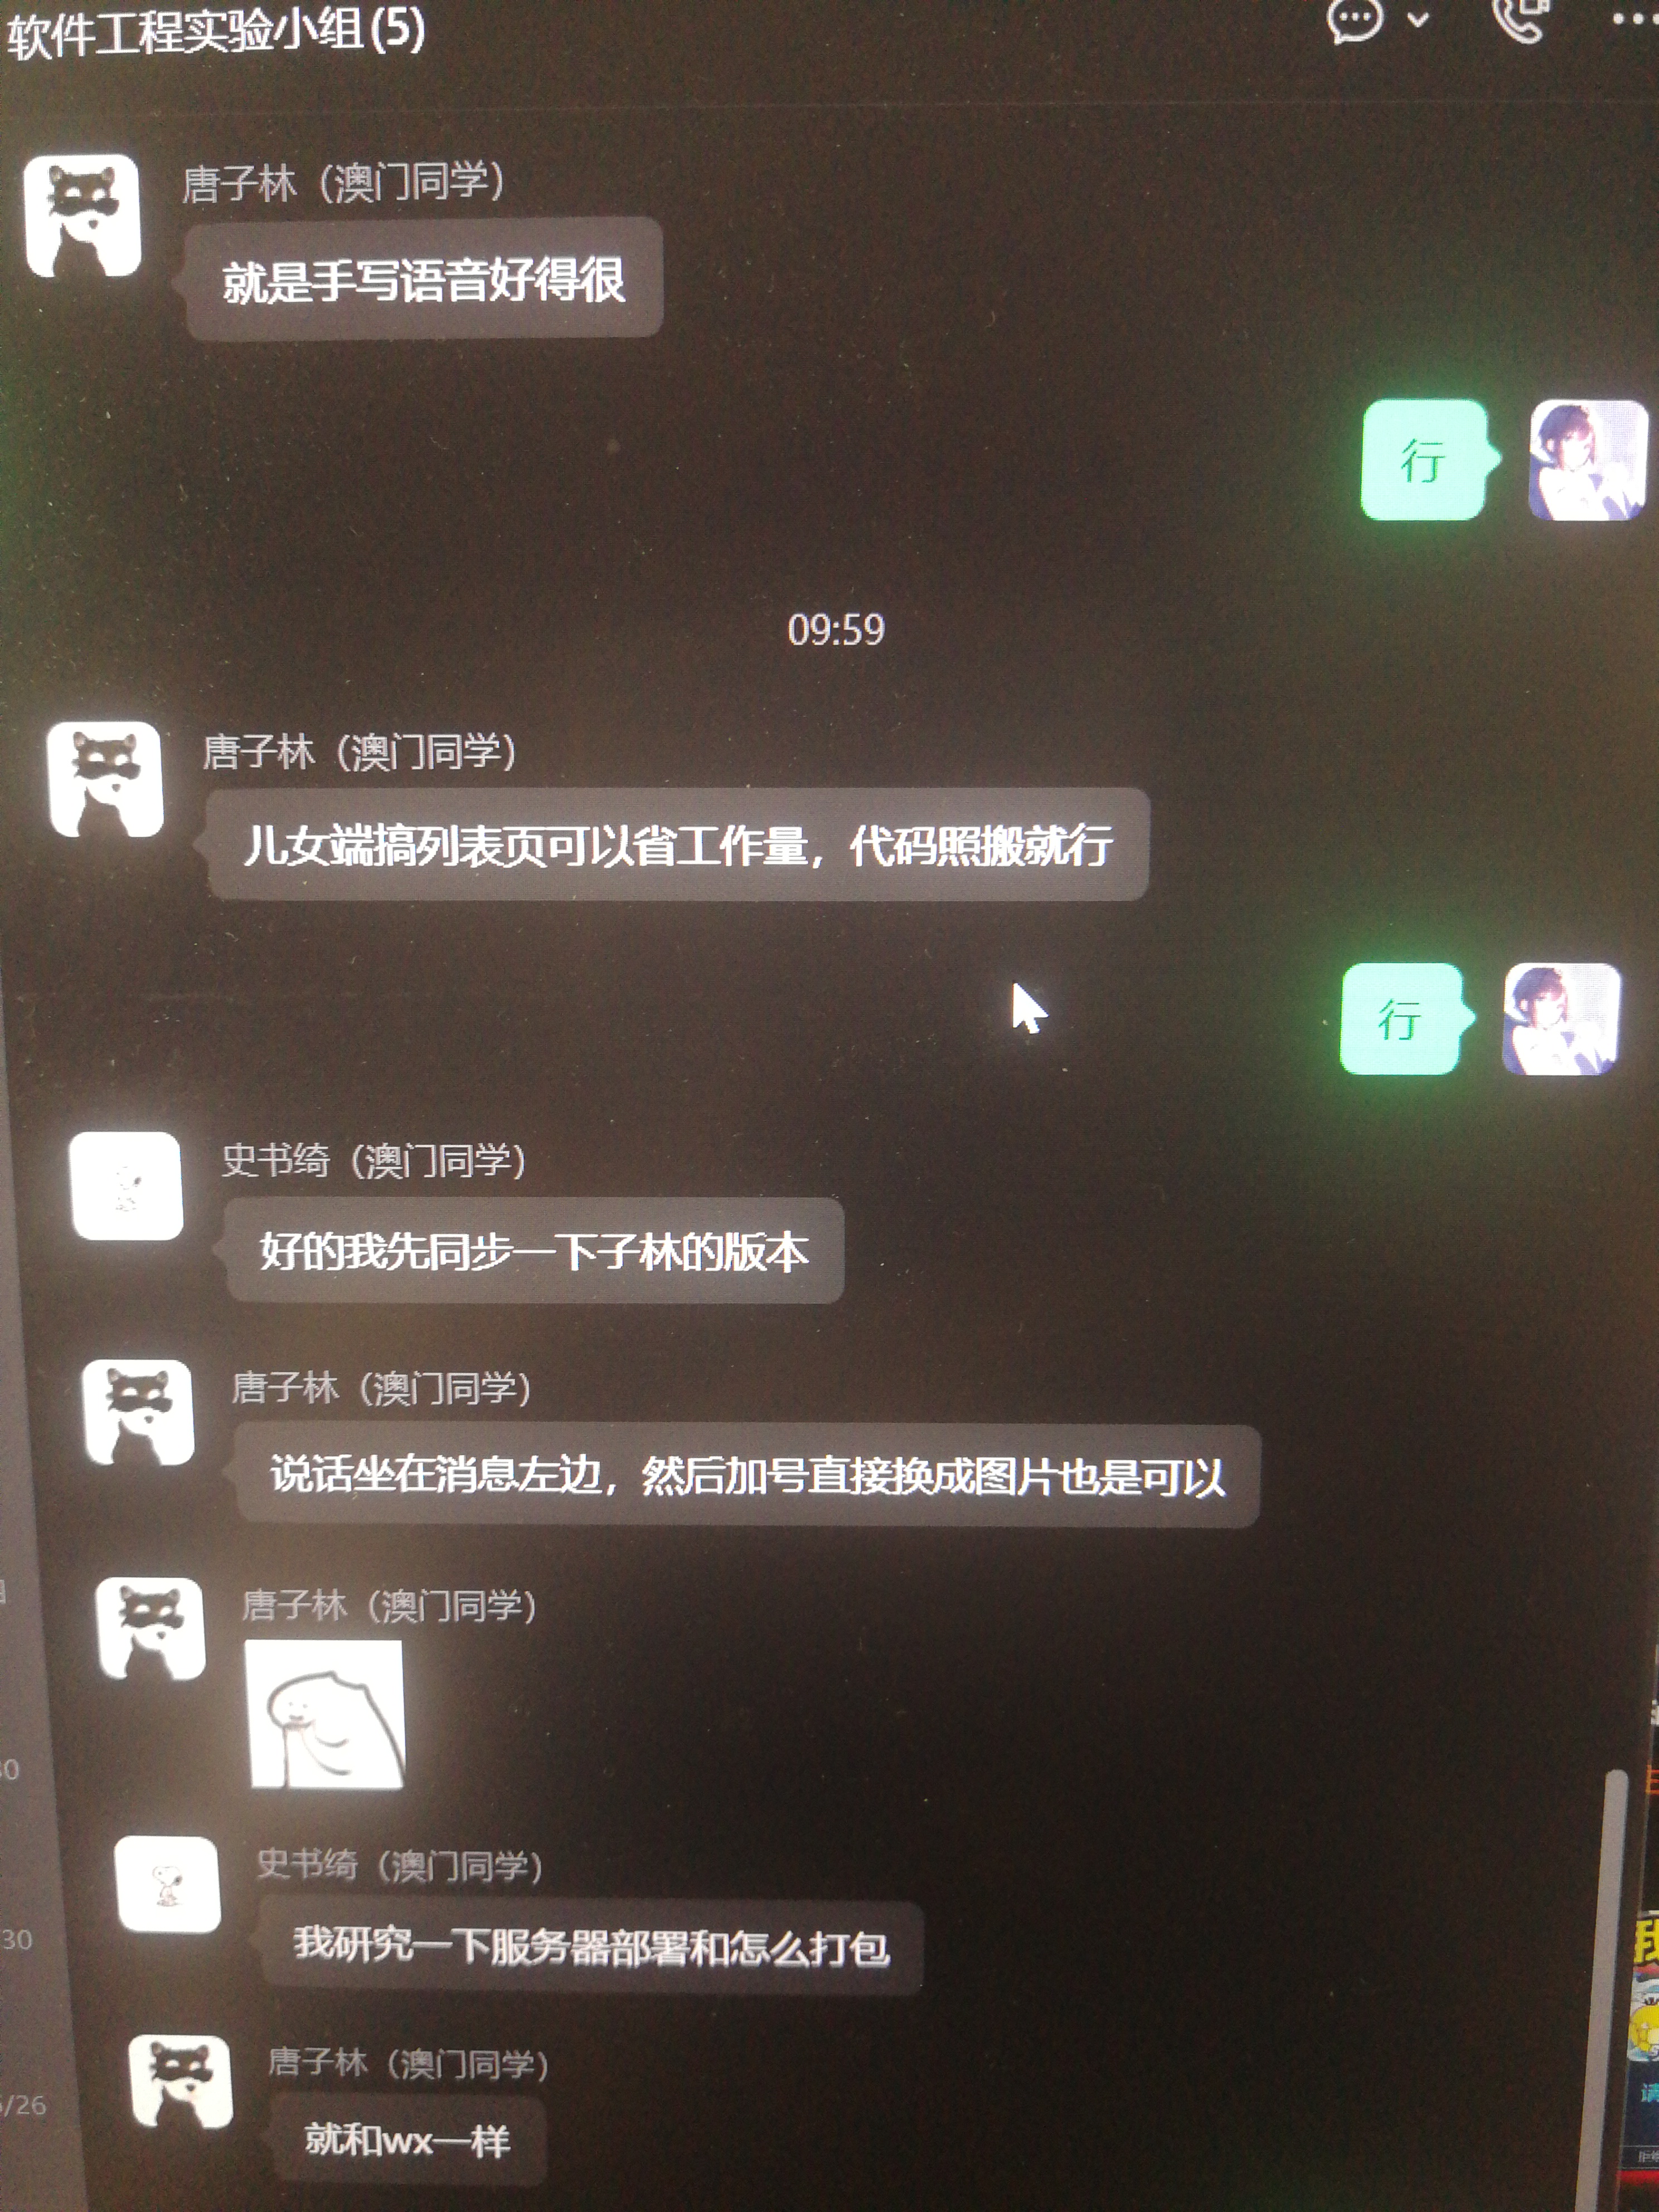 软件工程实验小组(5)
唐子林（澳门同学）
就是手写语音好得很
行
09:59
唐子林（澳门同学）
儿女端搞列表页可以省工作量，代码照搬就行
行
史书绮（澳门同学）
好的我先同步一下子林的版本
唐子林（澳门同学）
说话坐在消息左边，然后加号直接换成图片也是可以
唐子林（澳门同学）
史书绮（澳门同学）
我研究一下服务器部署和怎么打包
30
唐子林（澳门同学）
/26
就和wx一样